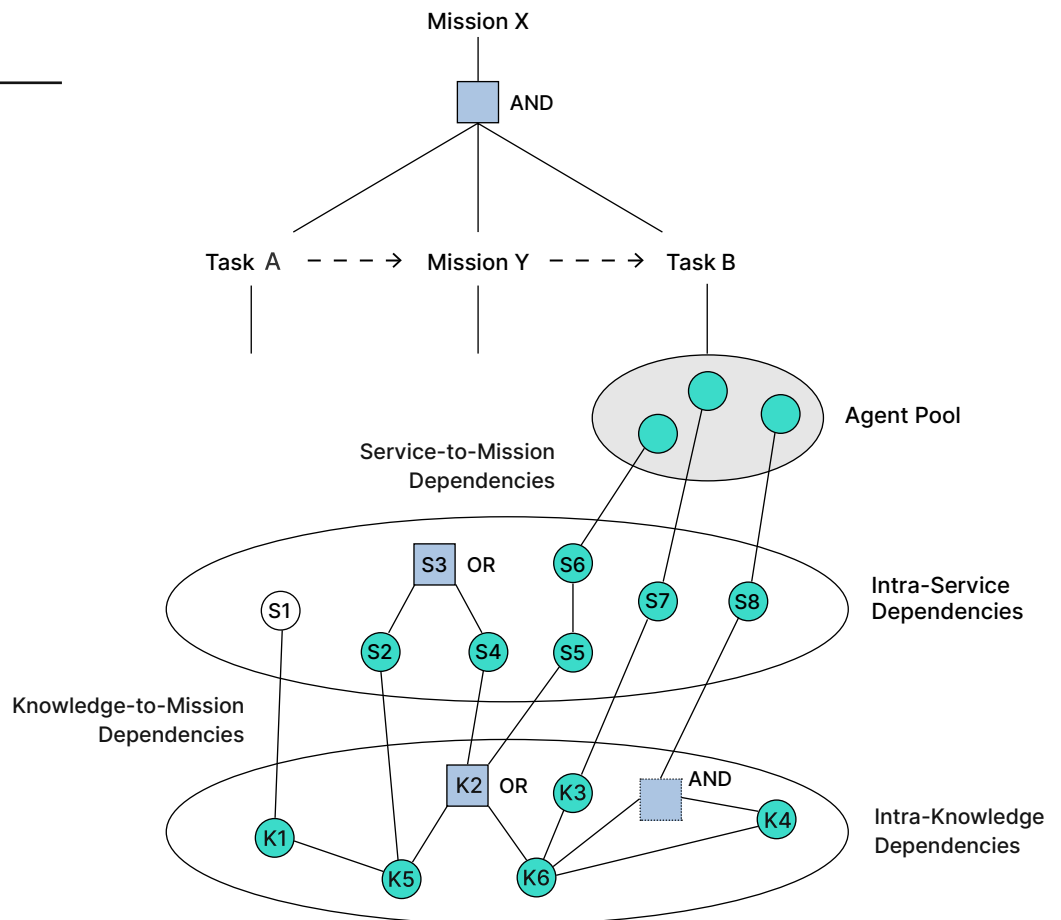 Mission X
AND
Task A
Mission Y
Task B
Agent Pool
Service-to-Mission
Dependencies
S3
OR
S6
S1
S7
S8
Intra-Service
Dependencies
S2
S4
S5
Knowledge-to-Mission
Dependencies
K2
OR
K3
AND
K1
K4
Intra-Knowledge
Dependencies
K5
K6